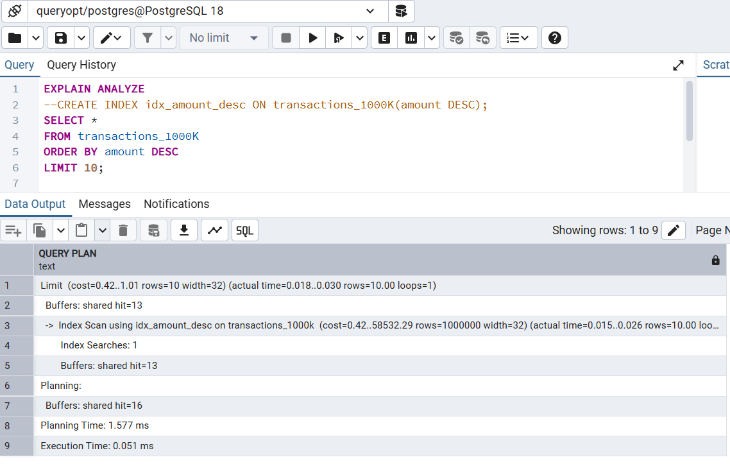 queryopt/postgres@PostgreSQL 18
No limit
E
Query Query History
Scrat
1 EXPLAIN ANALYZE
2 --CREATE INDEX idx_amount_desc ON transactions_1000K(amount DESC);
3 SELECT *
4 FROM transactions_1000K
5 ORDER BY amount DESC
6 LIMIT 10;
7
Data Output Messages Notifications
SQL Showing rows: 1 to 9 Page N
QUERY PLAN
text
1 Limit (cost=0.42..1.01 rows=10 width=32) (actual time=0.018..0.030 rows=10.00 loops=1)
2 Buffers: shared hit=13
3 -> Index Scan using idx_amount_desc on transactions_1000k (cost=0.42..58532.29 rows=1000000 width=32) (actual time=0.015..0.026 rows=10.00 loo...
4 Index Searches: 1
5 Buffers: shared hit=13
6 Planning:
7 Buffers: shared hit=16
8 Planning Time: 1.577 ms
9 Execution Time: 0.051 ms